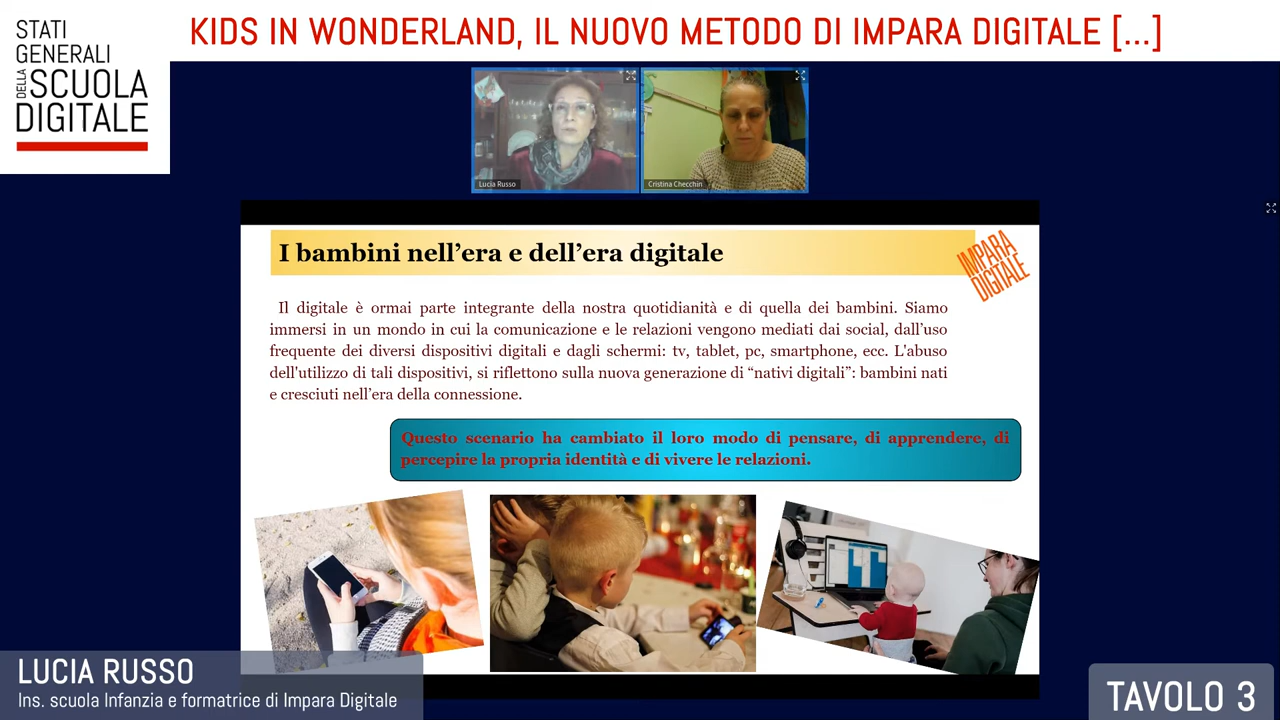 STATI
GENERALI
DELLA SCUOLA
DIGITALE
KIDS IN WONDERLAND, IL NUOVO METODO DI IMPARA DIGITALE [...]
Lucia Russo
Cristina Checchin
I bambini nell’era e dell’era digitale
IMPARA
DIGITALE
Il digitale è ormai parte integrante della nostra quotidianità e di quella dei bambini. Siamo
immersi in un mondo in cui la comunicazione e le relazioni vengono mediati dai social, dall’uso
frequente dei diversi dispositivi digitali e dagli schermi: tv, tablet, pc, smartphone, ecc. L'abuso
dell'utilizzo di tali dispositivi, si riflettono sulla nuova generazione di “nativi digitali”: bambini nati
e cresciuti nell’era della connessione.
Questo scenario ha cambiato il loro modo di pensare, di apprendere, di
percepire la propria identità e di vivere le relazioni.
LUCIA RUSSO
Ins. scuola Infanzia e formatrice di Impara Digitale
TAVOLO 3